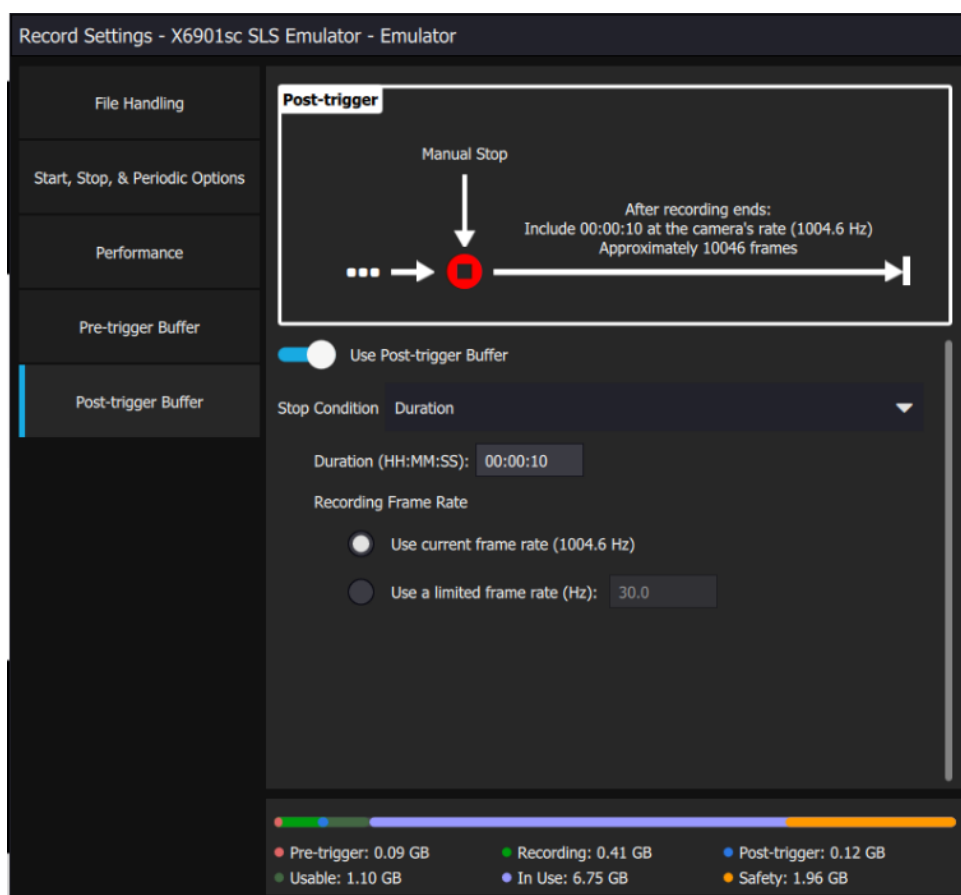 Record Settings - X6901sc SLS Emulator - Emulator
File Handling
Start, Stop, & Periodic Options
Performance
Pre-trigger Buffer
Post-trigger Buffer
Post-trigger
Manual Stop
After recording ends:
Include 00:00:10 at the camera's rate (1004.6 Hz)
Approximately 10046 frames
Use Post-trigger Buffer
Stop Condition Duration
Duration (HH:MM:SS): 00:00:10
Recording Frame Rate
Use current frame rate (1004.6 Hz)
Use a limited frame rate (Hz): 30.0
Pre-trigger: 0.09 GB Recording: 0.41 GB Post-trigger: 0.12 GB
Usable: 1.10 GB In Use: 6.75 GB Safety: 1.96 GB